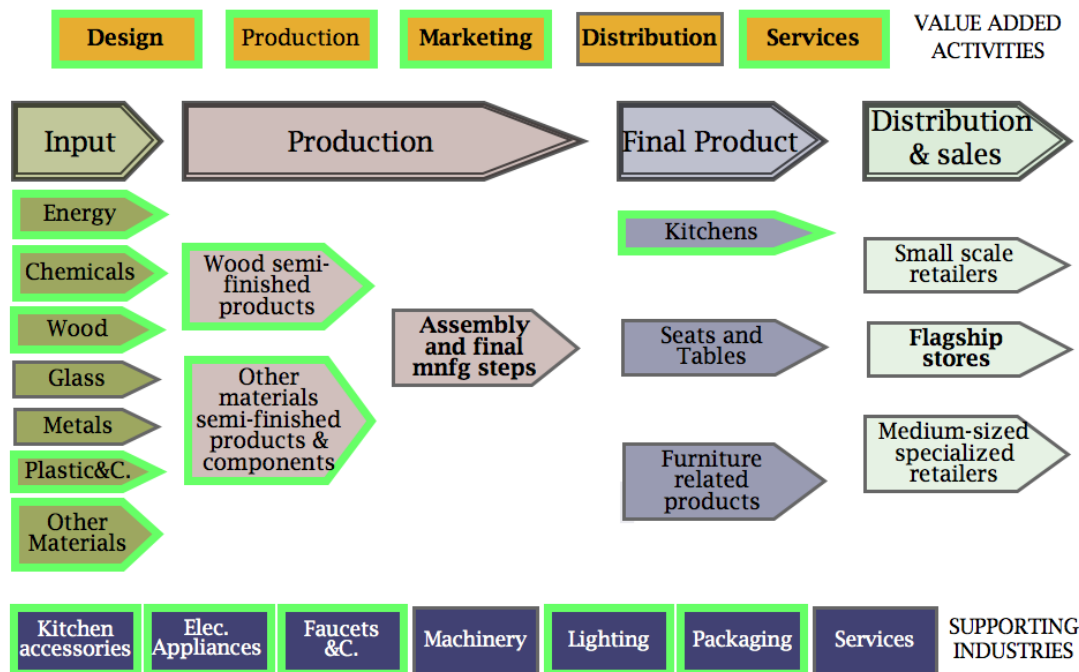 Design
Production
Marketing
Distribution
Services
VALUE ADDED
ACTIVITIES
Input
Production
Final Product
Distribution
& sales
Energy
Chemicals
Wood
Glass
Metals
Plastic&C.
Other
Materials
Wood semi-
finished
products
Other
materials
semi-finished
products &
components
Assembly
and final
mnfg steps
Kitchens
Seats and
Tables
Furniture
related
products
Small scale
retailers
Flagship
stores
Medium-sized
specialized
retailers
Kitchen
accessories
Elec.
Appliances
Faucets
&C.
Machinery
Lighting
Packaging
Services
SUPPORTING
INDUSTRIES